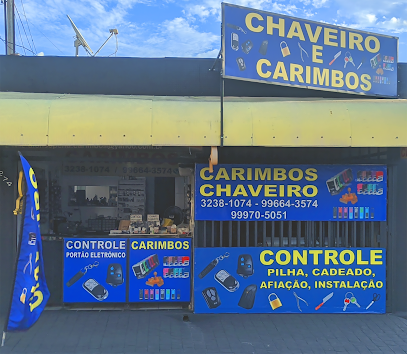 CHAVEIRO
E
CARIMBOS
CARIMBOS
CHAVEIRO
3238-1074 - 99664-3574
99970-5051
CONTROLE
PORTÃO ELETRÔNICO
CARIMBOS
CONTROLE
PILHA, CADEADO,
AFIAÇÃO, INSTALAÇÃO